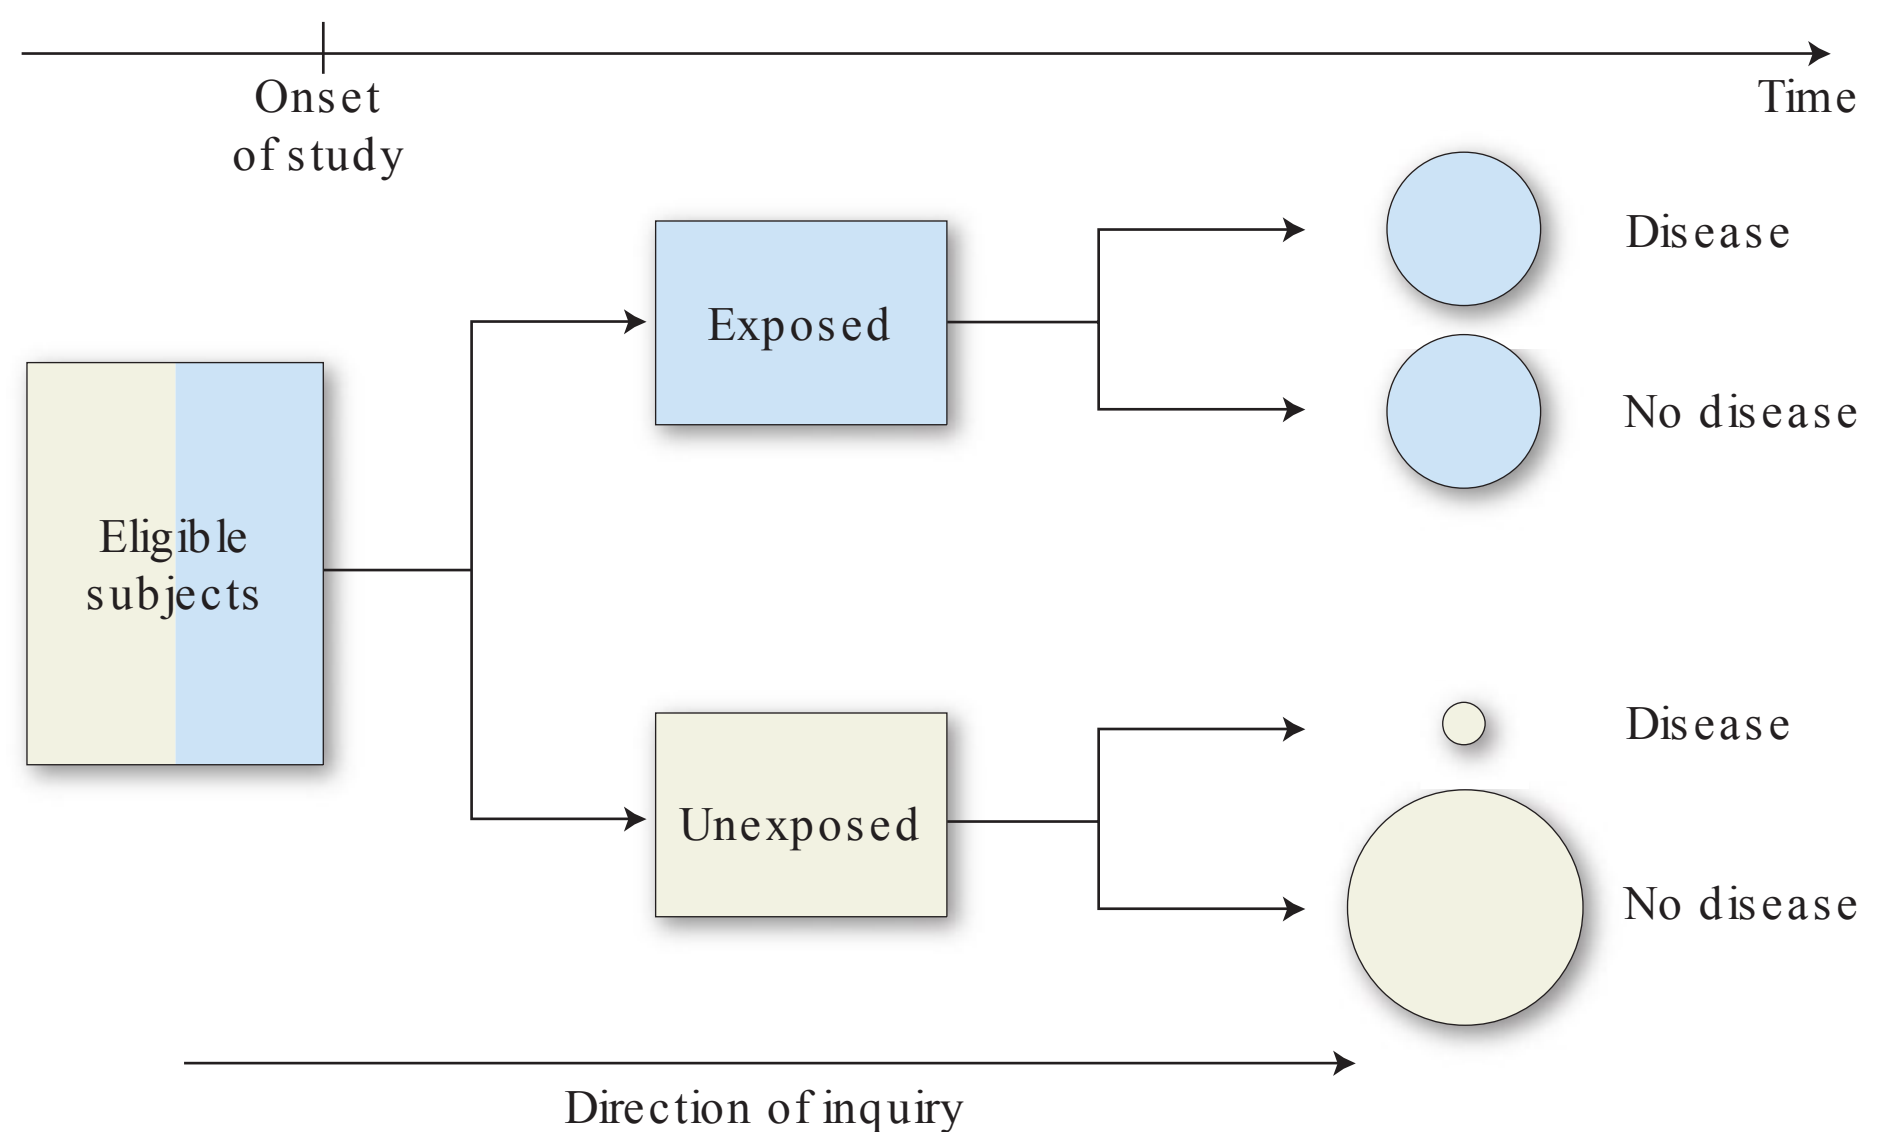 Onset
of study
Time
Disease
Exposed
No disease
Eligible
subjects
Disease
Unexposed
No disease
Direction of inquiry